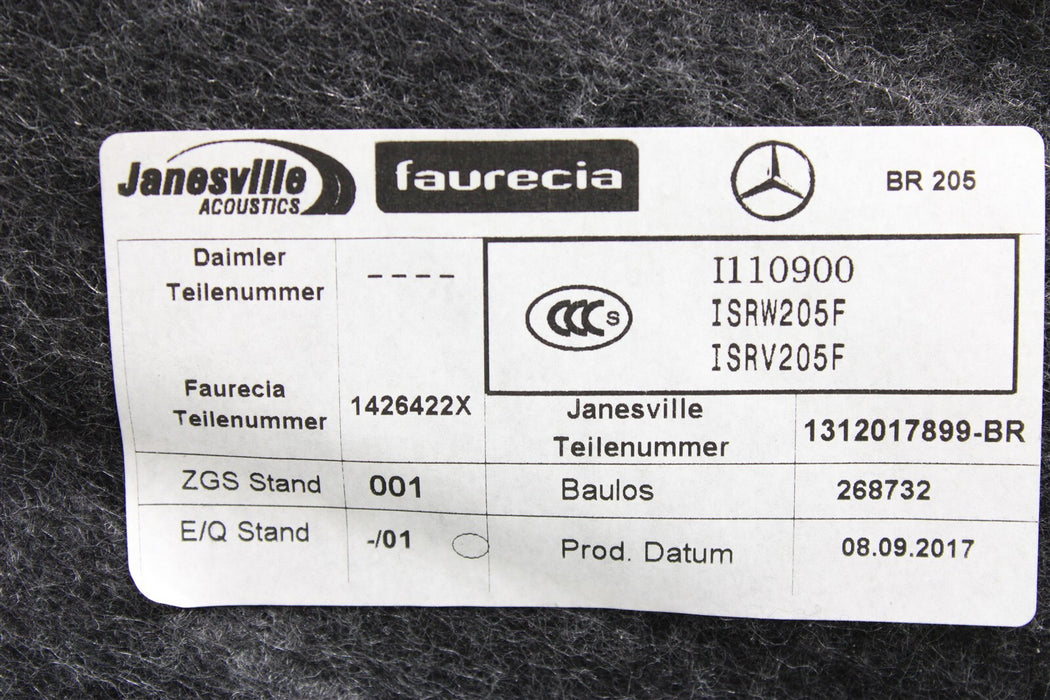 Janesville
ACOUSTICS
faurecia
BR 205
Daimler
Teilenummer
----
CCC S
I110900
ISRW205F
ISRV205F
Faurecia
Teilenummer
1426422X
Janesville
Teilenummer
1312017899-BR
ZGS Stand
001
Baulos
268732
E/Q Stand
-/01
Prod. Datum
08.09.2017